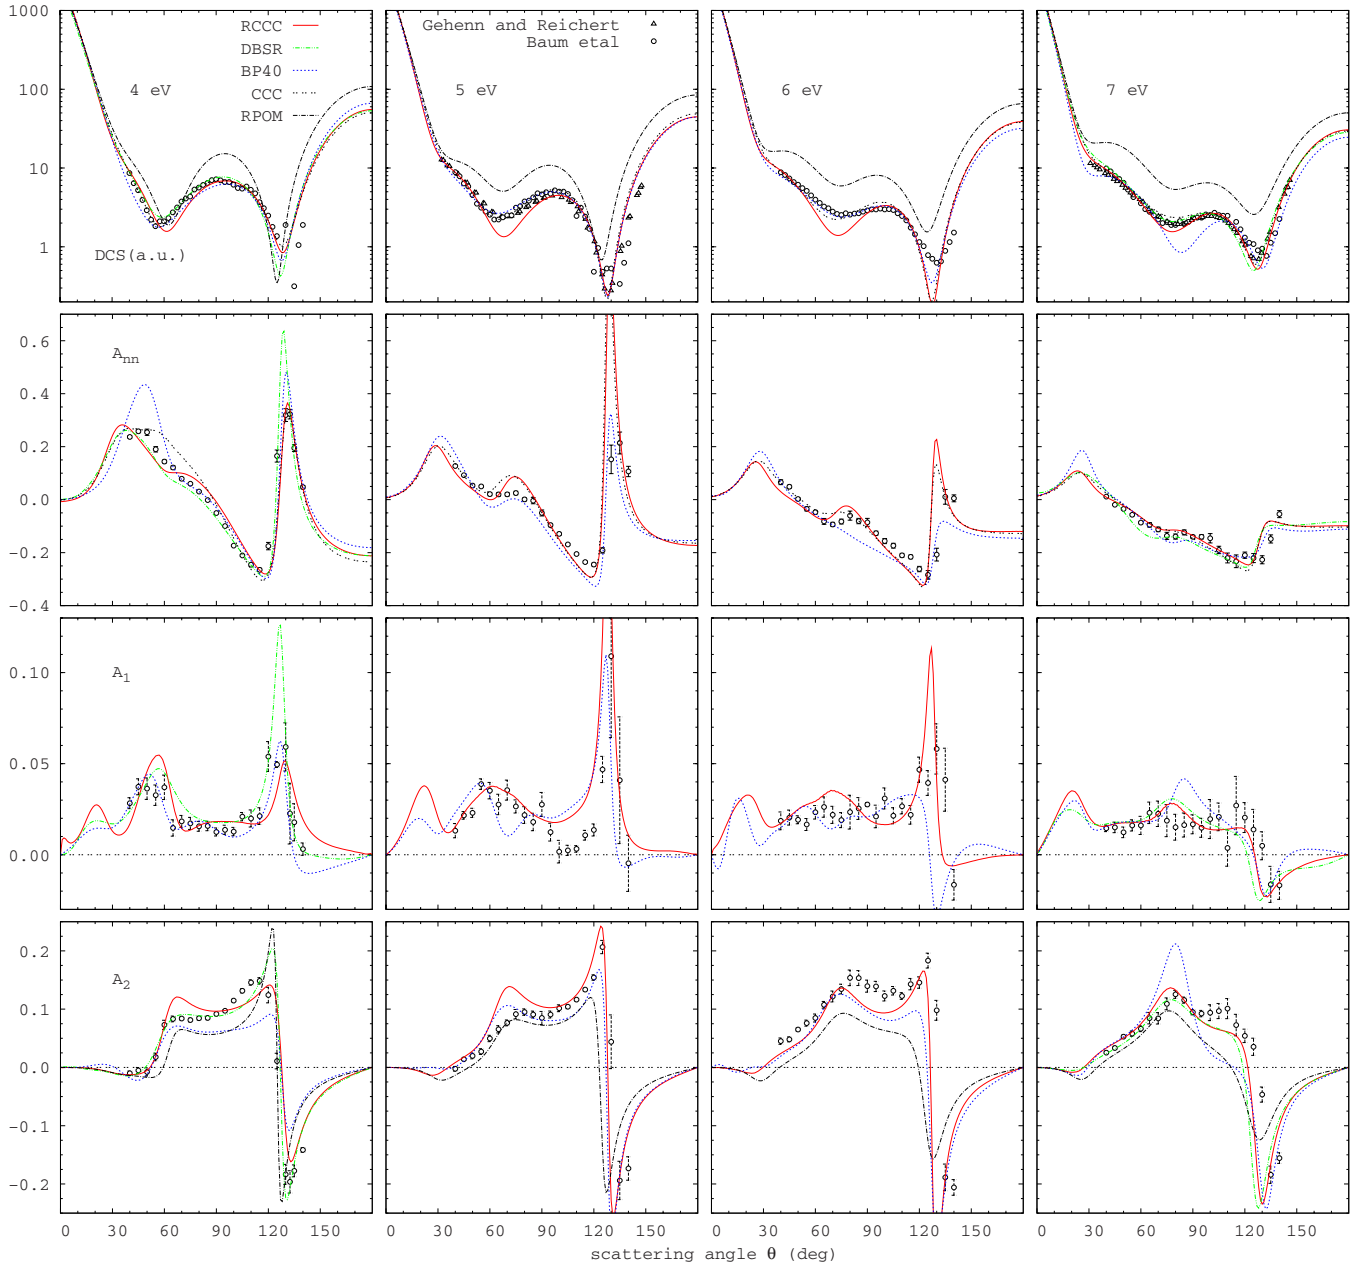 1000
100
10
1
RCCC
DBSR
BP40
CCC
RPOM
4 eV
DCS(a.u.)
Gehenn and Reichert
Baum etal
5 eV
6 eV
7 eV
0.6
0.4
0.2
0.0
-0.2
-0.4
Ann
0.10
0.05
0.00
A1
0.2
0.1
0.0
-0.1
-0.2
A2
0 30 60 90 120 150 0 30 60 90 120 150 0 30 60 90 120 150 0 30 60 90 120 150
scattering angle θ (deg)